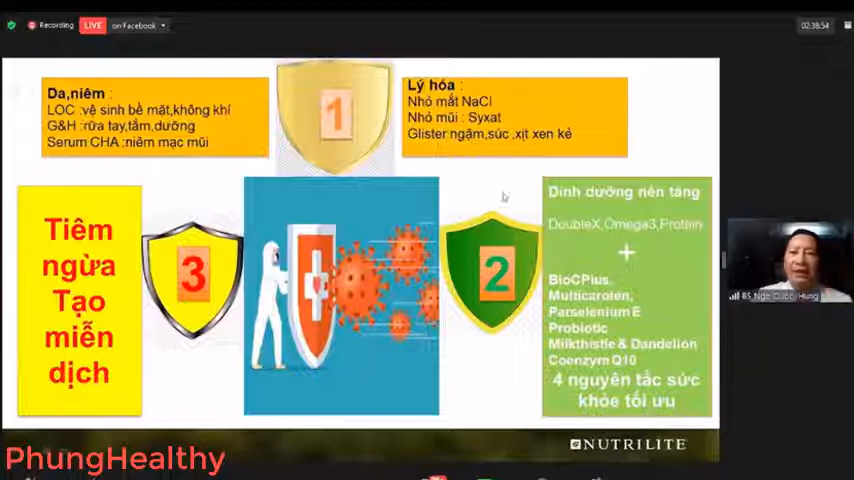 Recording
LIVE
on Facebook
02:38:54
Da,niêm :
LOC :vệ sinh bề mặt,không khí
G&H :rữa tay,tắm,dưỡng
Serum CHA :niêm mạc mũi
1
Lý hóa :
Nhỏ mắt NaCl
Nhỏ mũi : Syxat
Glister ngậm,súc ,xịt xen kẻ
Tiêm
ngừa
Tạo
miễn
dịch
3
2
Dinh dưỡng nền tảng
DoubleX,Omega3,Protein
+
BioCPlus,
Multicaroten,
Parselenium E
Probiotic
Milkthistle & Dandelion
Coenzym Q10
4 nguyên tắc sức
khỏe tối ưu
BS Ngô Quốc Hưng
NUTRILITE
PhungHealthy